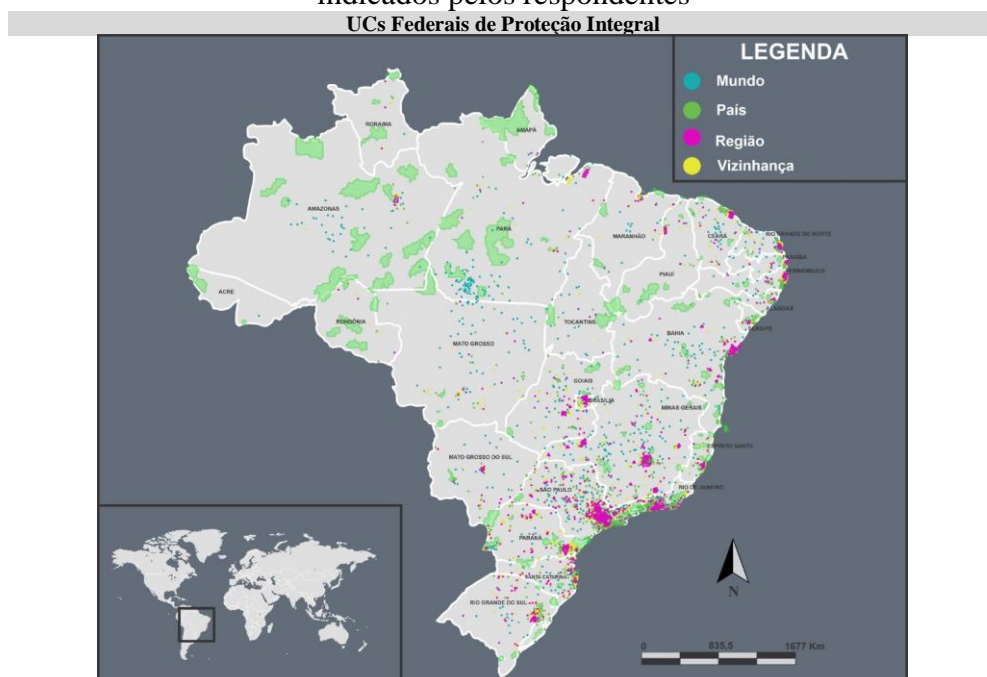 indicados pelos respondentes
UCs Federais de Proteção Integral
LEGENDA
Mundo
País
Região
Vizinhança
RORAIMA
AMAPÁ
AMAZONAS
PARÁ
MARANHÃO
CEARÁ
RIO GRANDE DO NORTE
PARAÍBA
PERNAMBUCO
PIAUÍ
ACRE
ALAGOAS
RONDÔNIA
TOCANTINS
SERGIPE
BAHIA
MATO GROSSO
GOIAIS
BRASÍLIA
MINAS GERAIS
ESPIRITO SANTO
MATO GROSSO DO SUL
SÃO PAULO
RIO DE JANEIRO
PARANÁ
SANTA CATARINA
RIO GRANDE DO SUL
N
0 835,5 1677 Km